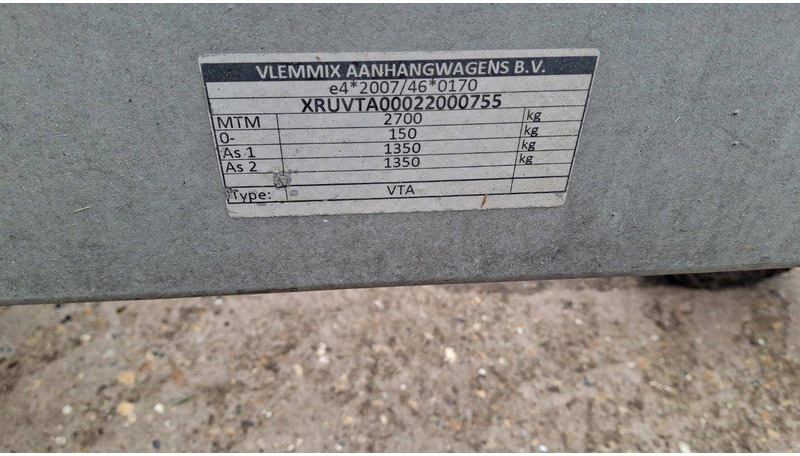 VLEMMIX AANHANGWAGENS B.V.
e4*2007/46*0170
XRUVTA00022000755
MTM 2700 kg
0- 150 kg
As 1 1350 kg
As 2 1350 kg
Type: VTA